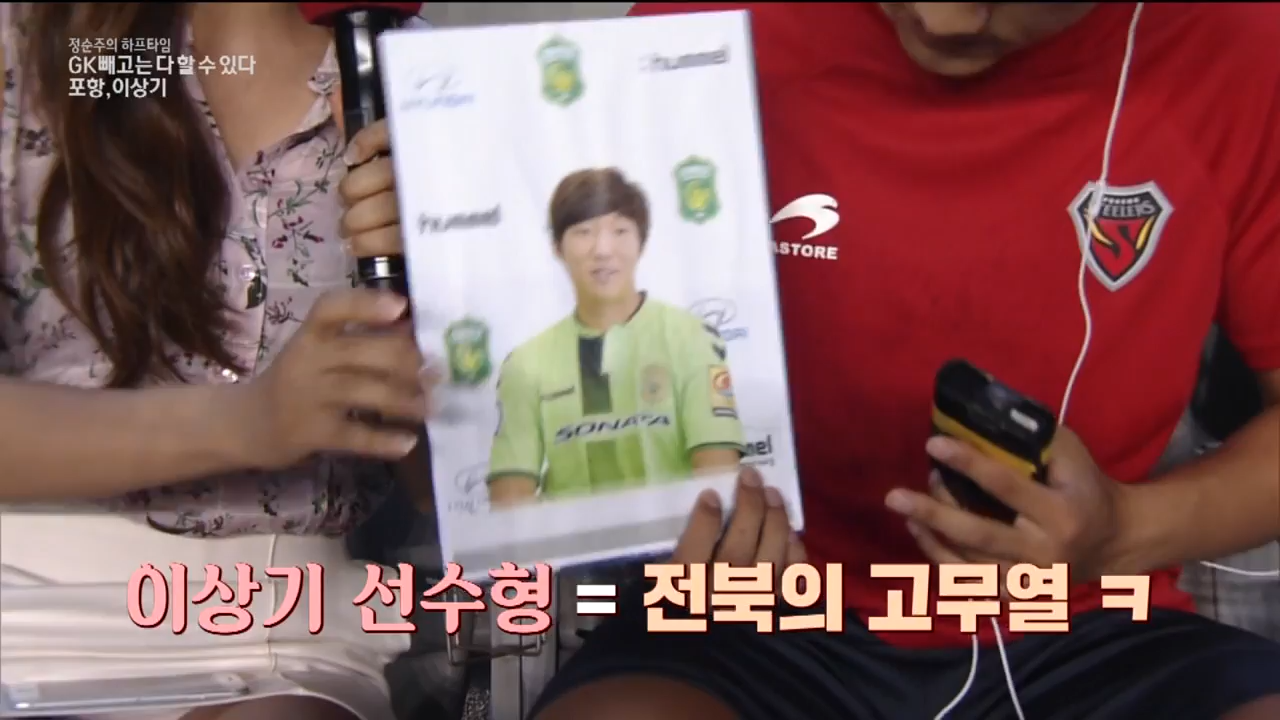 정순주의 하프타임
GK빼고는 다 할 수 있다
포항,이상기
hummel
hummel
SONATA
ASTORE
STEELERS
이상기 선수형 = 전북의 고무열 ㅋ